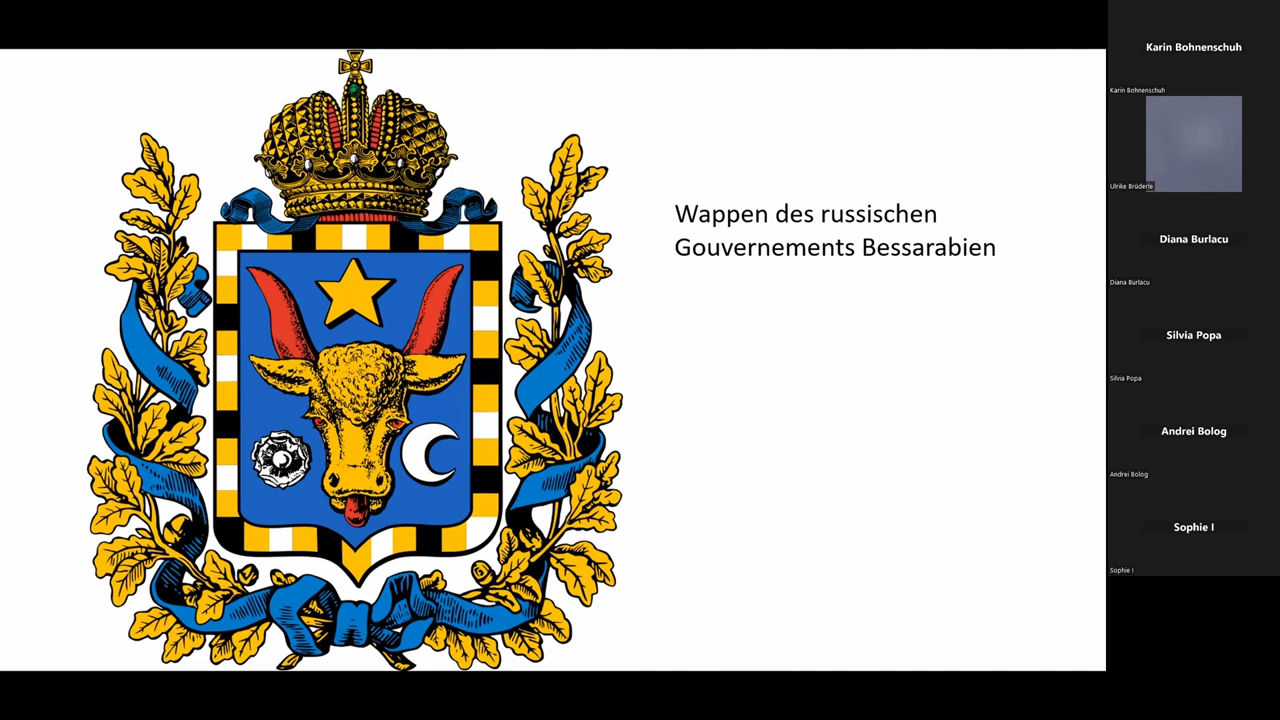 Wappen des russischen
Gouvernements Bessarabien
Karin Bohnenschuh
Karin Bohnenschuh
Ulrike Brüderle
Diana Burlacu
Diana Burlacu
Silvia Popa
Silvia Popa
Andrei Bolog
Andrei Bolog
Sophie I
Sophie I